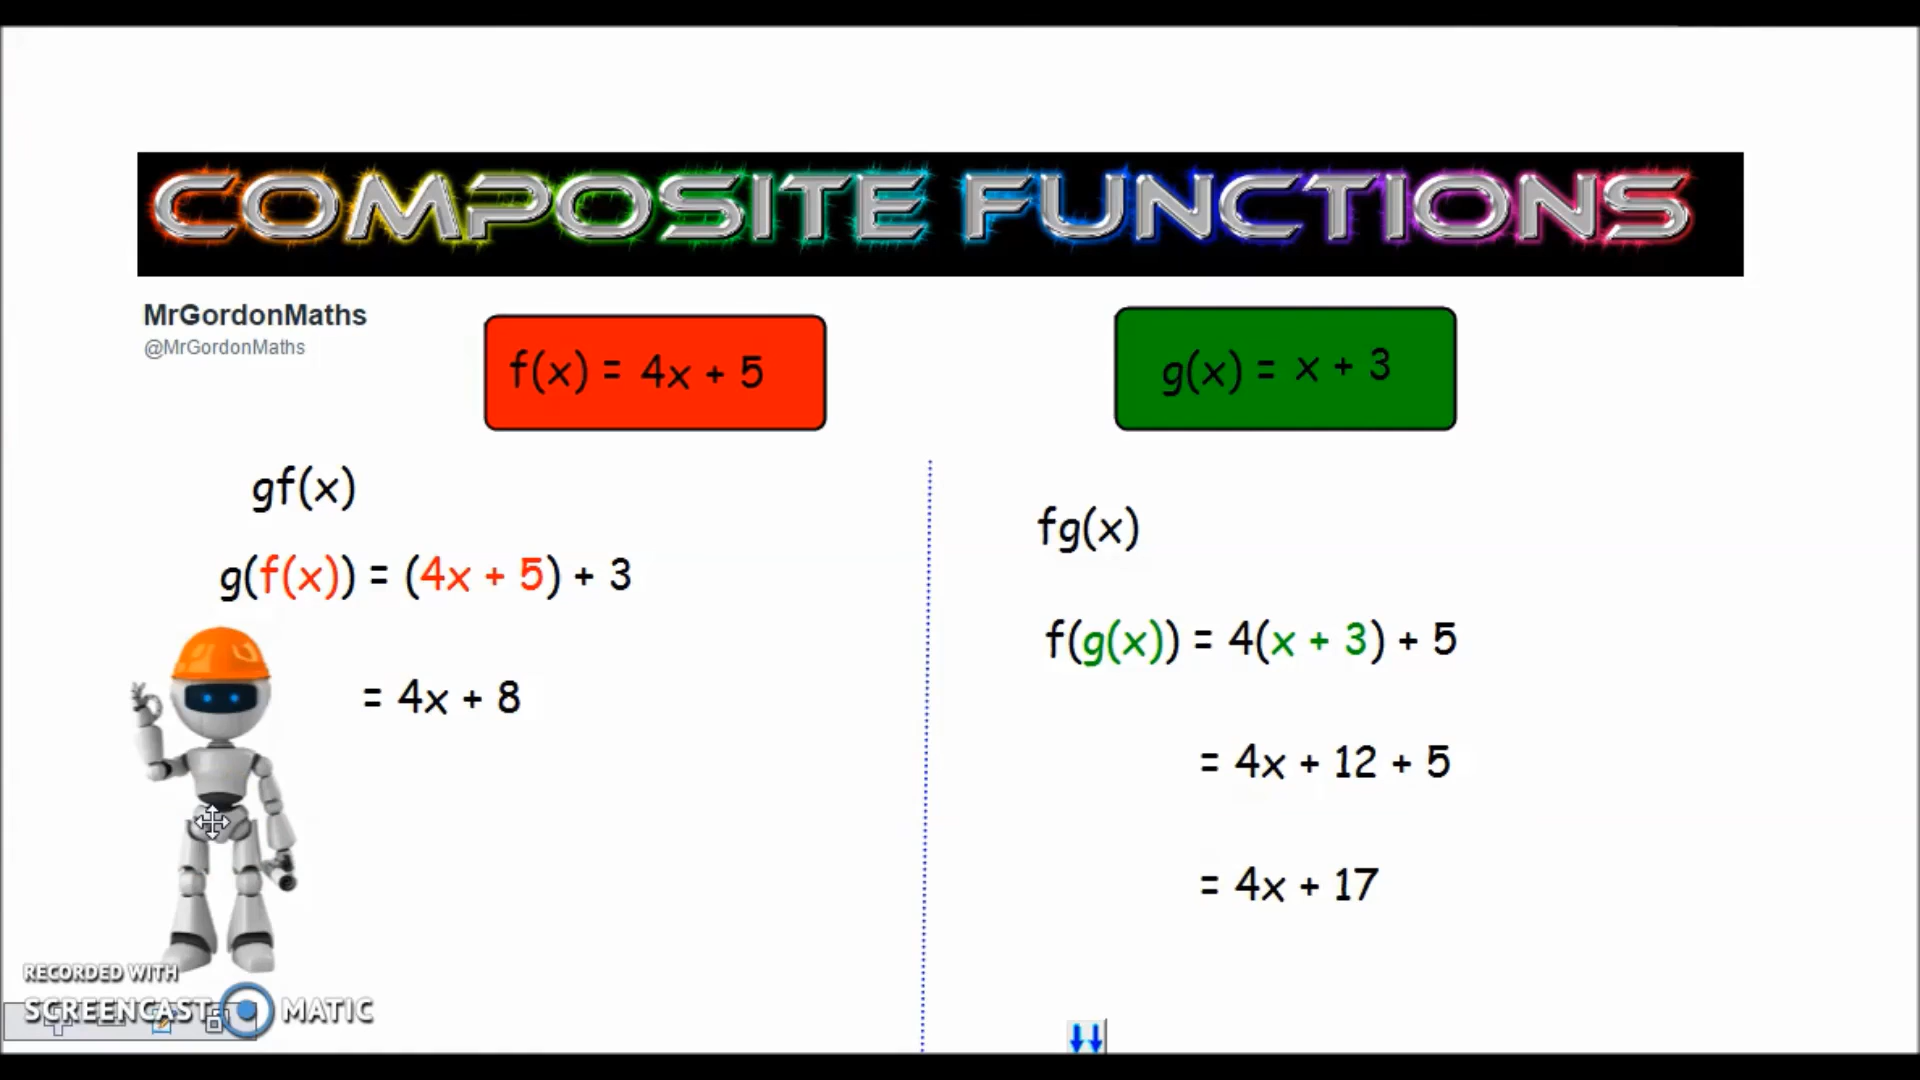 COMPOSITE FUNCTIONS
MrGordonMaths
@MrGordonMaths
f(x) = 4x + 5
g(x) = x + 3
gf(x)
g(f(x)) = (4x + 5) + 3
= 4x + 8
fg(x)
f(g(x)) = 4(x + 3) + 5
= 4x + 12 + 5
= 4x + 17
RECORDED WITH
SCREENCAST MATIC